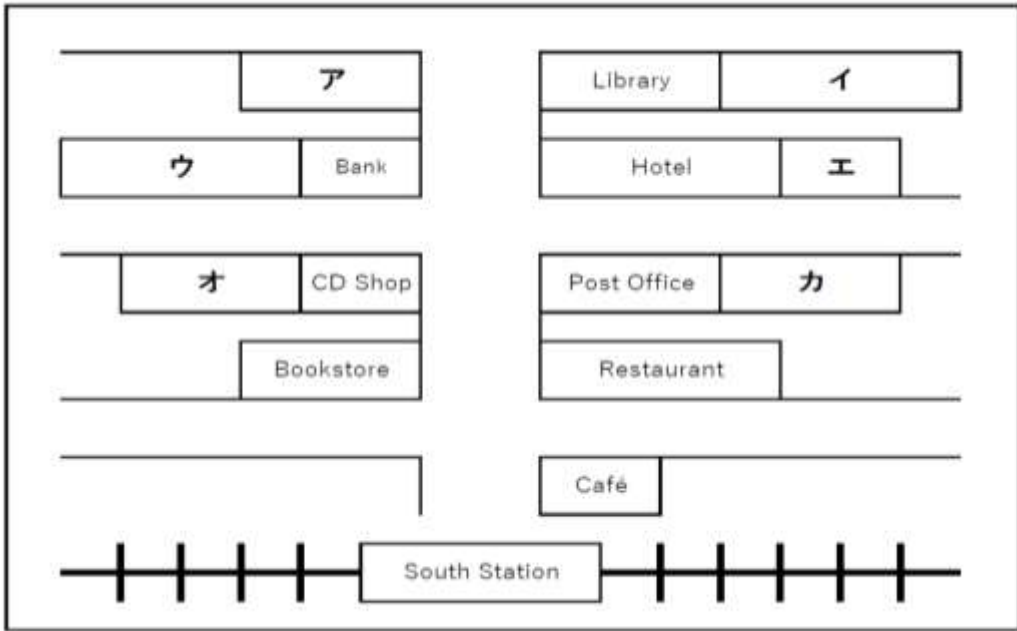 ア Library イ
ウ Bank Hotel エ
オ CD Shop Post Office カ
Bookstore Restaurant
Café
South Station